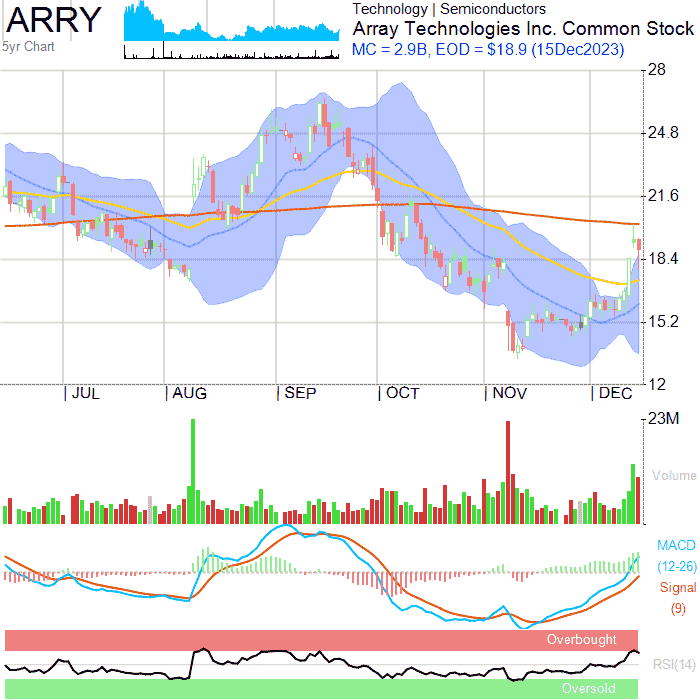 ARRY
5yr Chart
Technology | Semiconductors
Array Technologies Inc. Common Stock
MC = 2.9B, EOD = $18.9 (15Dec2023)
28
24.8
21.6
18.4
15.2
12
JUL AUG SEP OCT NOV DEC
23M
Volume
MACD
(12-26)
Signal
(9)
Overbought
RSI(14)
Oversold